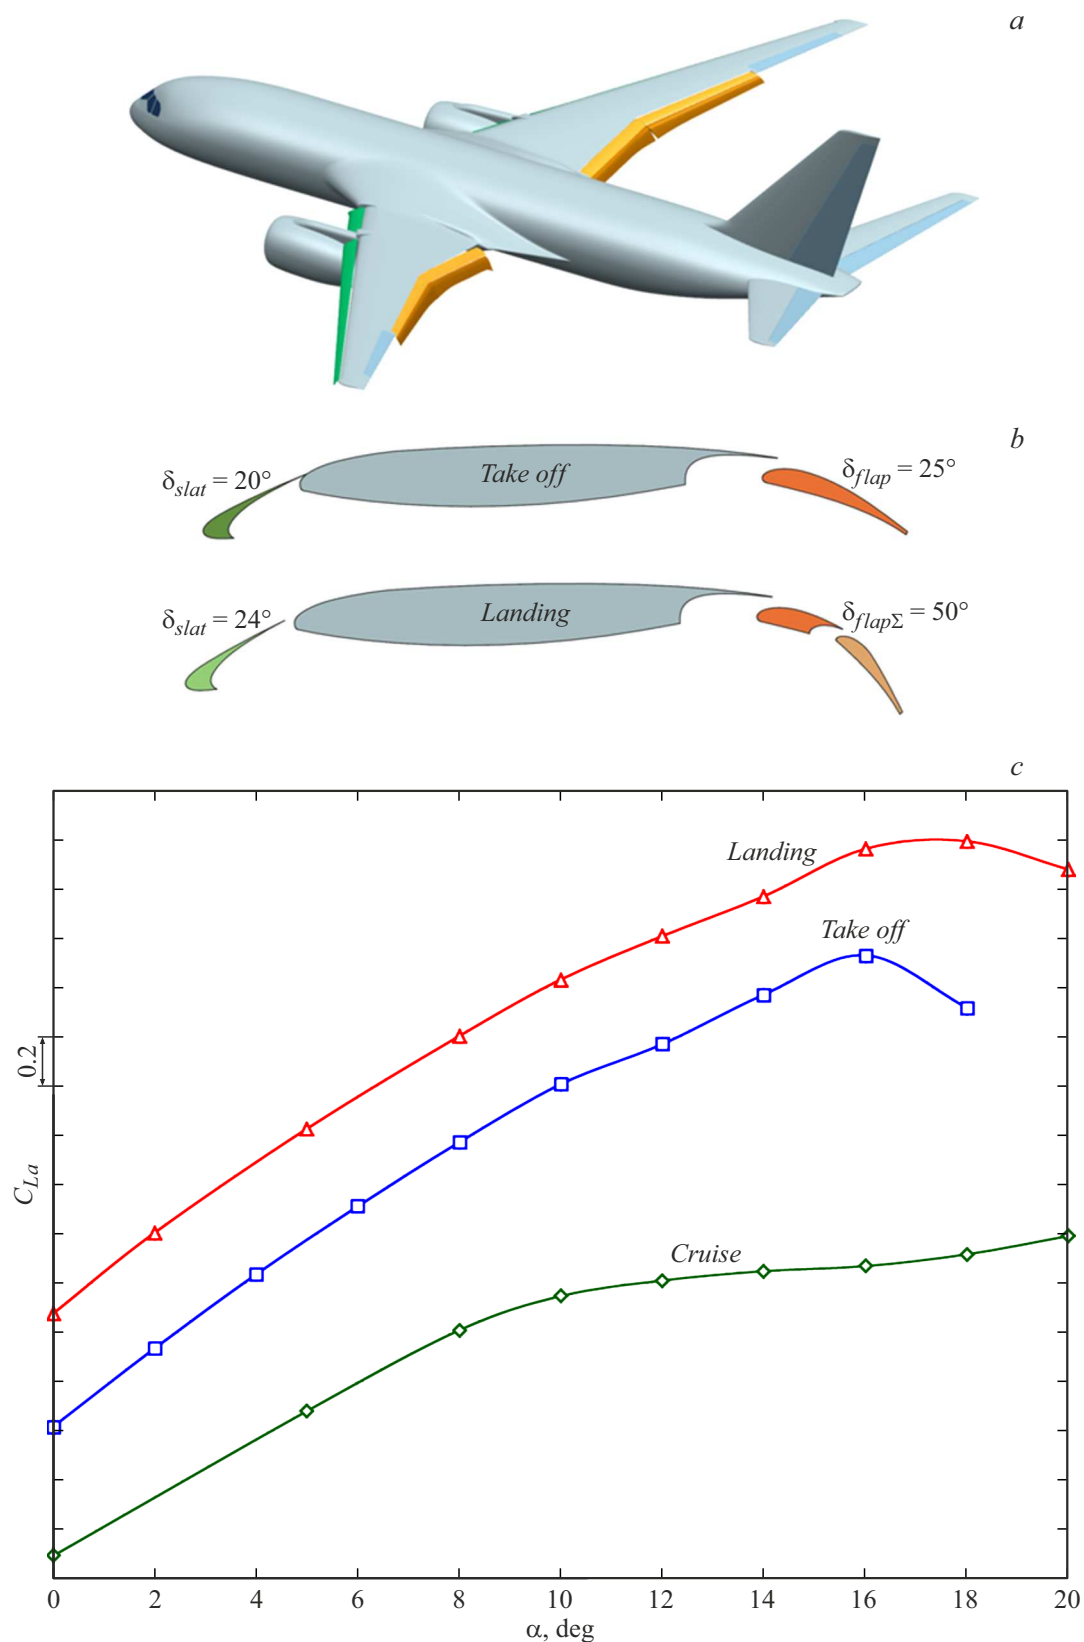 a
b
δslat = 20°
Take off
δflap = 25°
δslat = 24°
Landing
δflapΣ = 50°
c
Landing
Take off
0.2
CLa
Cruise
0 2 4 6 8 10 12 14 16 18 20
α, deg